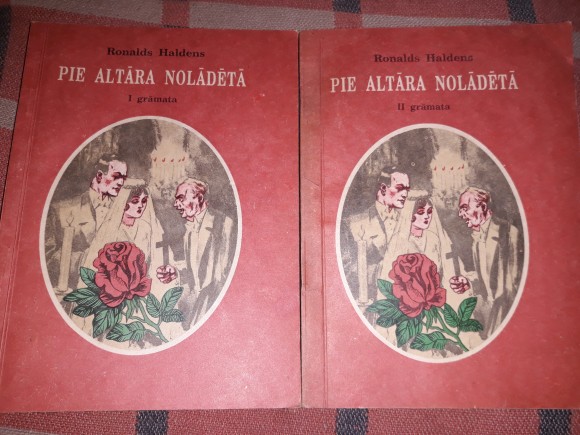 Ronalds Haldens
PIE ALTĀRA NOLĀDĒTĀ
I grāmata
Ronalds Haldens
PIE ALTĀRA NOLĀDĒTĀ
II grāmata